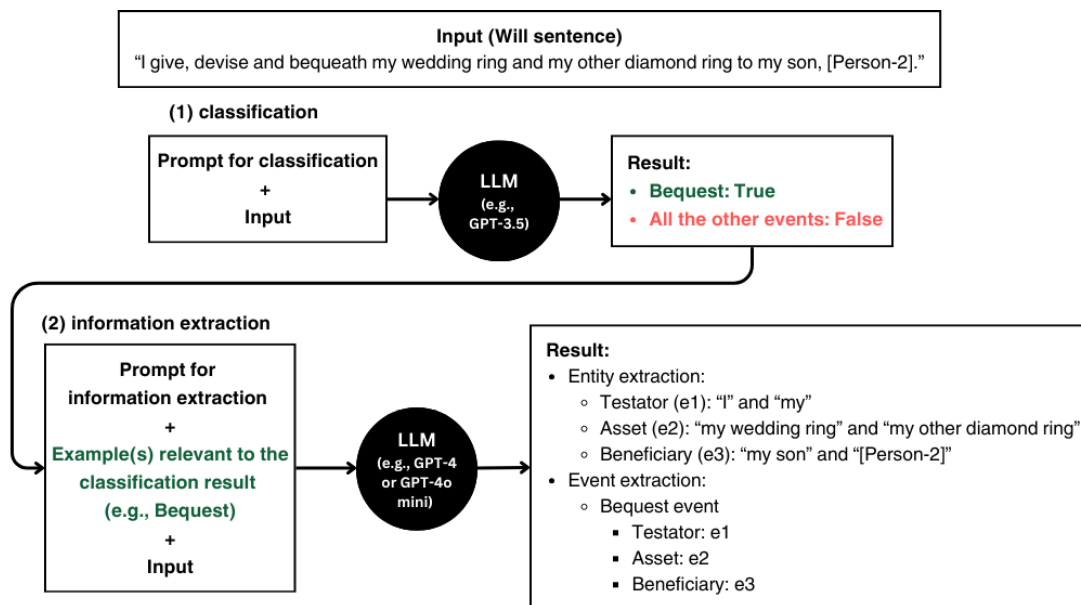 Input (Will sentence)
“I give, devise and bequeath my wedding ring and my other diamond ring to my son, [Person-2].”
(1) classification
Prompt for classification
+
Input
LLM
(e.g.,
GPT-3.5)
Result:
• Bequest: True
• All the other events: False
(2) information extraction
Prompt for
information extraction
+
Example(s) relevant to the
classification result
(e.g., Bequest)
+
Input
LLM
(e.g., GPT-4
or GPT-4o
mini)
Result:
• Entity extraction:
○ Testator (e1): “I” and “my”
○ Asset (e2): “my wedding ring” and “my other diamond ring”
○ Beneficiary (e3): “my son” and “[Person-2]”
• Event extraction:
○ Bequest event
▪ Testator: e1
▪ Asset: e2
▪ Beneficiary: e3